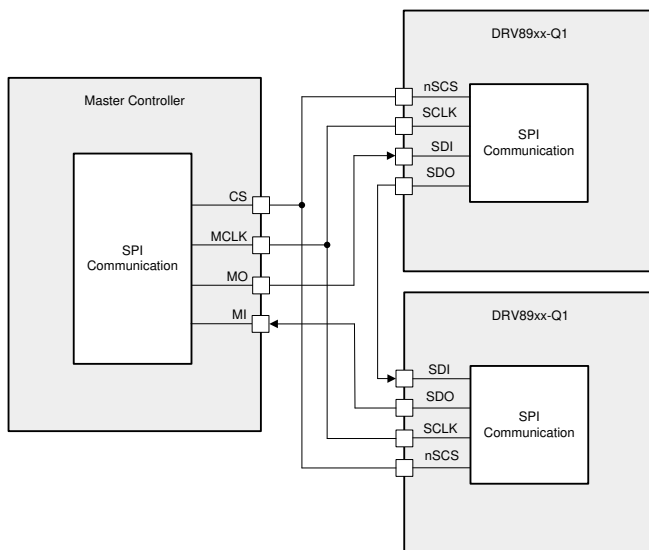 DRV89xx-Q1
nSCS
SCLK
SDI
SDO
SPI
Communication
Master Controller
CS
MCLK
MO
MI
SPI
Communication
DRV89xx-Q1
SDI
SDO
SCLK
nSCS
SPI
Communication